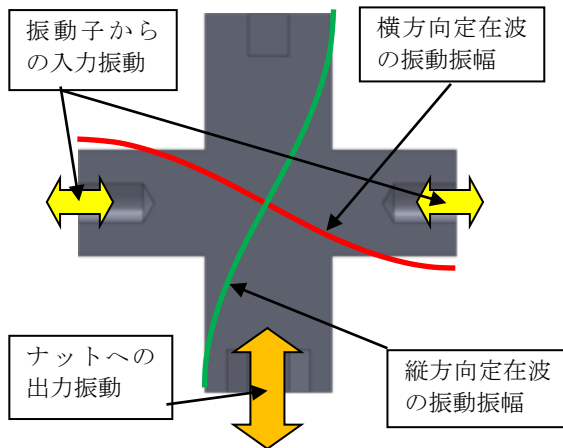 振動子から
の入力振動
横方向定在波
の振動振幅
ナットへの
出力振動
縦方向定在波
の振動振幅